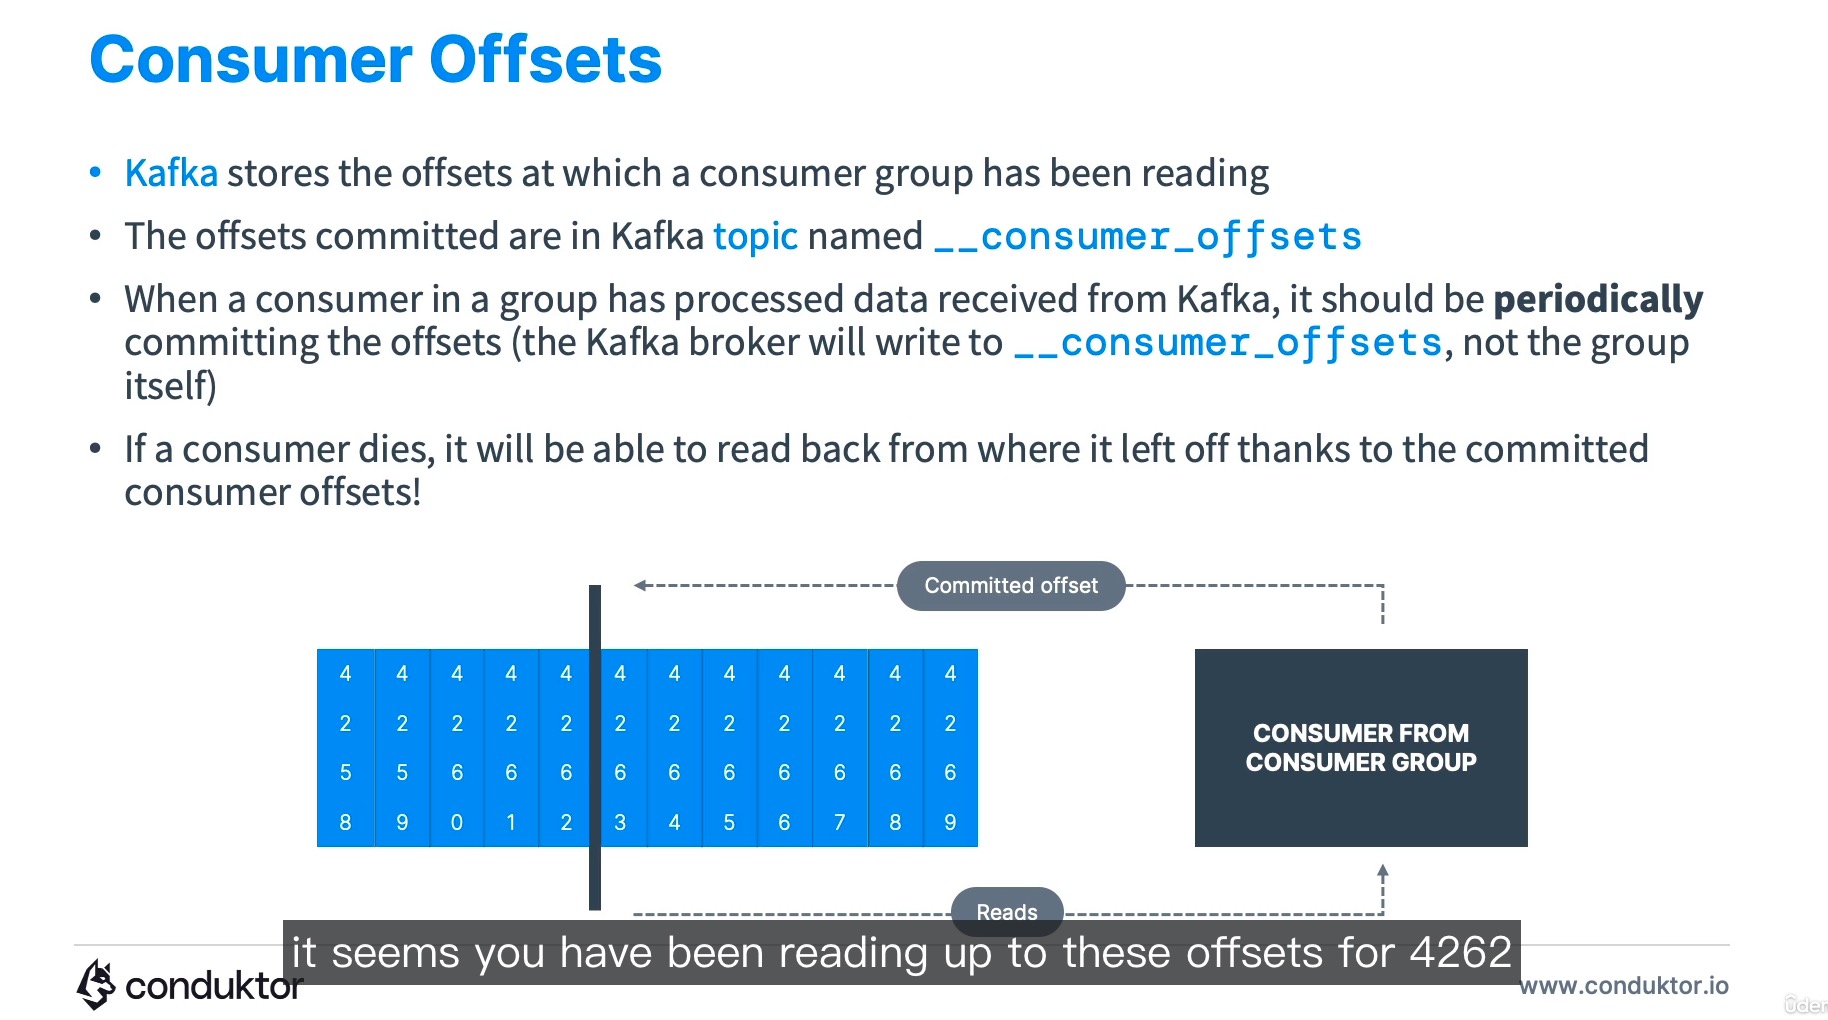 Consumer Offsets
• Kafka stores the offsets at which a consumer group has been reading
• The offsets committed are in Kafka topic named __consumer_offsets
• When a consumer in a group has processed data received from Kafka, it should be periodically
committing the offsets (the Kafka broker will write to __consumer_offsets, not the group
itself)
• If a consumer dies, it will be able to read back from where it left off thanks to the committed
consumer offsets!
Committed offset
4 4 4 4 4 4 4 4 4 4 4 4
2 2 2 2 2 2 2 2 2 2 2 2
5 5 6 6 6 6 6 6 6 6 6 6
8 9 0 1 2 3 4 5 6 7 8 9
CONSUMER FROM
CONSUMER GROUP
Reads
it seems you have been reading up to these offsets for 4262
conduktor
www.conduktor.io